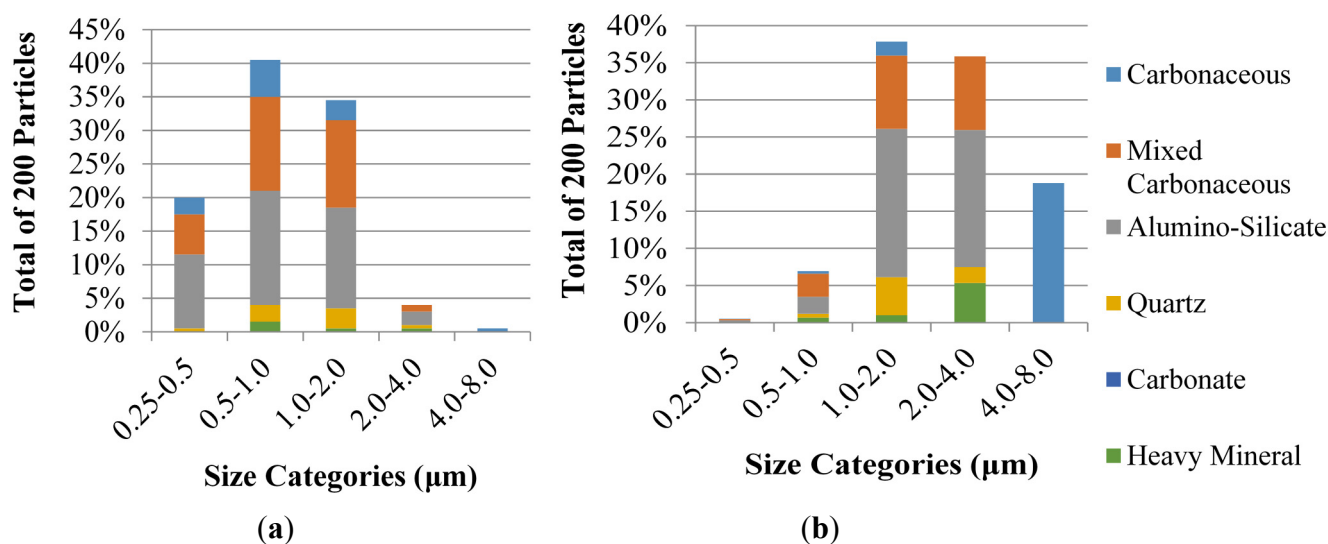 Total of 200 Particles
45%
40%
35%
30%
25%
20%
15%
10%
5%
0%
0.25-0.5
0.5-1.0
1.0-2.0
2.0-4.0
4.0-8.0
Size Categories (µm)
(a)
Total of 200 Particles
40%
35%
30%
25%
20%
15%
10%
5%
0%
0.25-0.5
0.5-1.0
1.0-2.0
2.0-4.0
4.0-8.0
Size Categories (µm)
(b)
Carbonaceous
Mixed
Carbonaceous
Alumino-Silicate
Quartz
Carbonate
Heavy Mineral